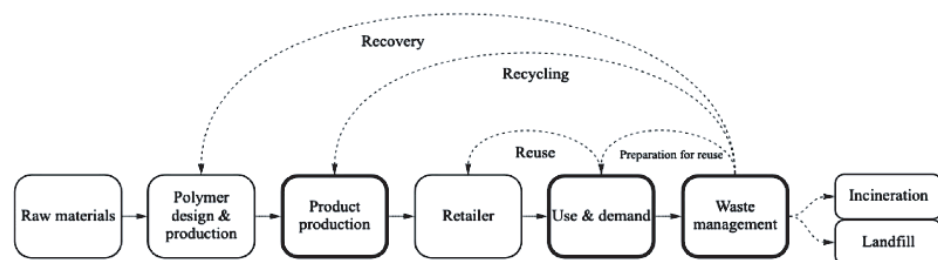 Recovery
Recycling
Reuse
Preparation for reuse
Raw materials
Polymer
design &
production
Product
production
Retailer
Use & demand
Waste
management
Incineration
Landfill